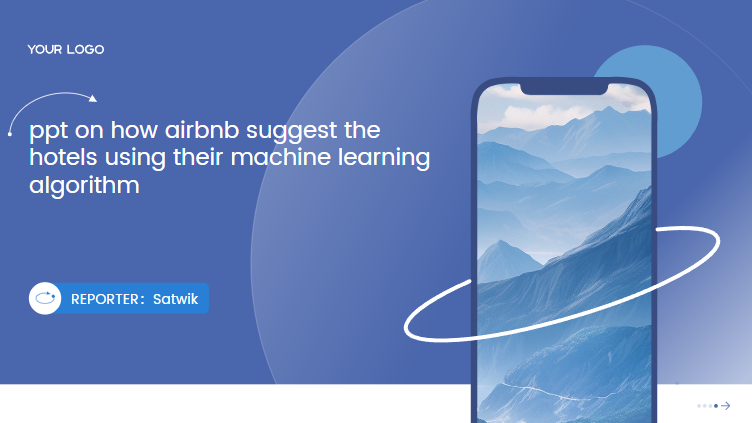 YOUR LOGO
ppt on how airbnb suggest the
hotels using their machine learning
algorithm
REPORTER： Satwik